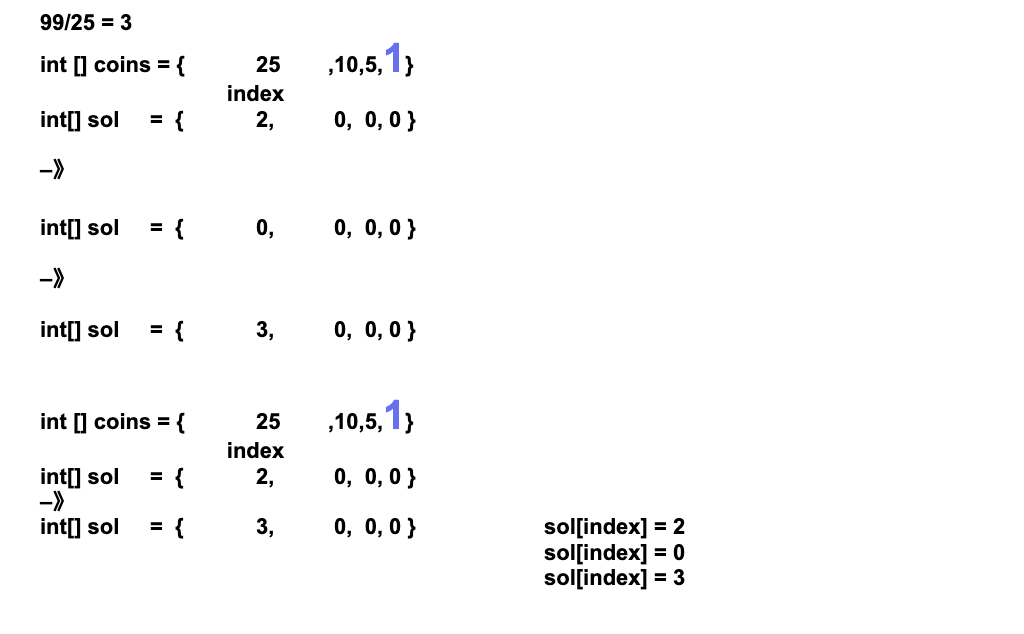 99/25 = 3
int [] coins = { 25 ,10,5,1}
index
int[] sol = { 2, 0, 0, 0 }
–》
int[] sol = { 0, 0, 0, 0 }
–》
int[] sol = { 3, 0, 0, 0 }
int [] coins = { 25 ,10,5,1}
index
int[] sol = { 2, 0, 0, 0 }
–》
int[] sol = { 3, 0, 0, 0 }
sol[index] = 2
sol[index] = 0
sol[index] = 3